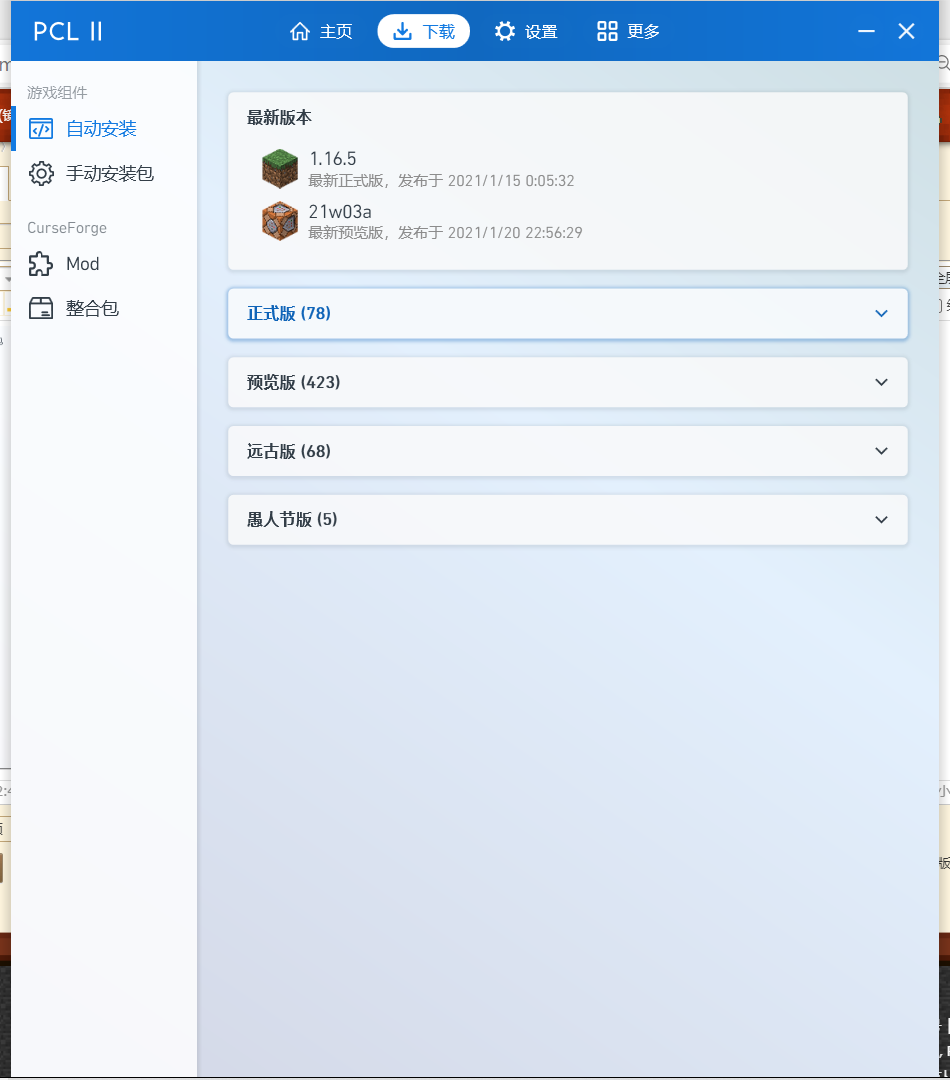 PCL II
主页
下载
设置
更多
游戏组件
自动安装
手动安装包
CurseForge
Mod
整合包
最新版本
1.16.5
最新正式版，发布于 2021/1/15 0:05:32
21w03a
最新预览版，发布于 2021/1/20 22:56:29
正式版 (78)
预览版 (423)
远古版 (68)
愚人节版 (5)